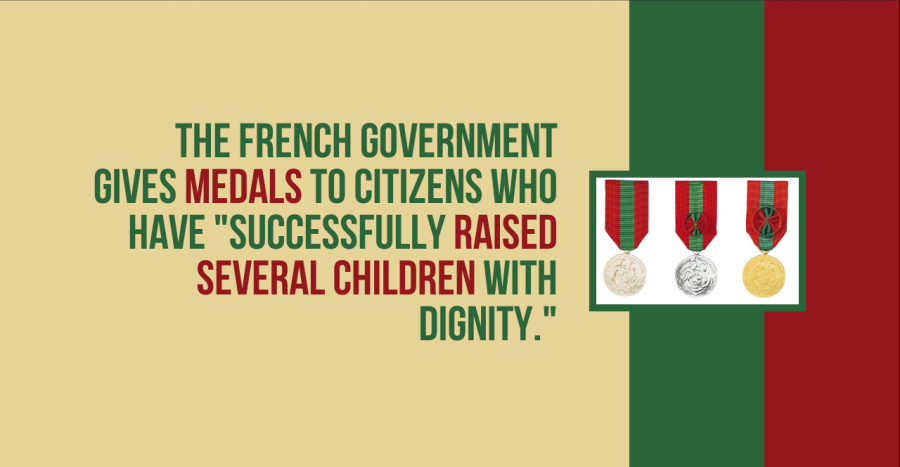 THE FRENCH GOVERNMENT
GIVES MEDALS TO CITIZENS WHO
HAVE "SUCCESSFULLY RAISED
SEVERAL CHILDREN WITH
DIGNITY."